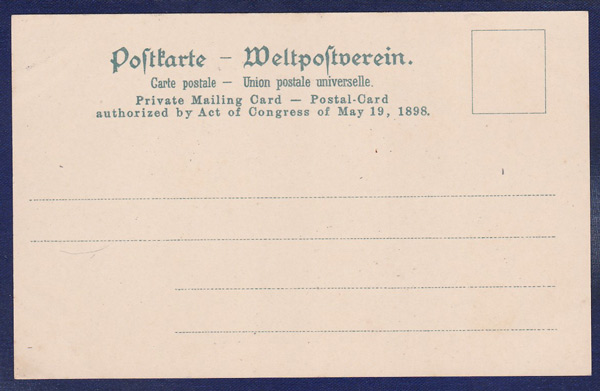 Poſtkarte – Weltpoſtverein.
Carte postale — Union postale universelle.
Private Mailing Card — Postal-Card
authorized by Act of Congress of May 19, 1898.